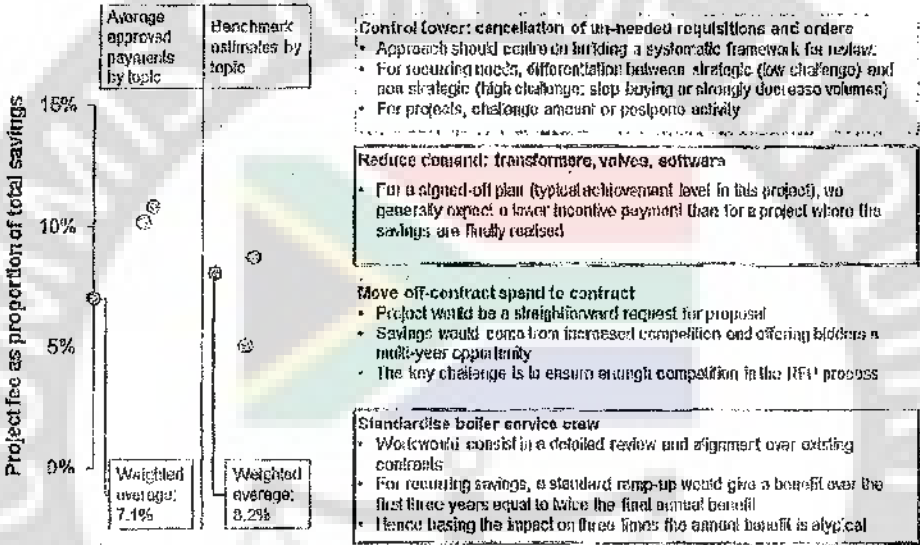 Average
approved
payments
by topic
Benchmark
estimates by
topic
Project fee as proportion of total savings
15%
10%
5%
0%
Weighted
average:
7.1%
Weighted
average:
8,2%
Control tower: cancellation of un-needed requisitions and orders
• Approach should centre on building a systematic framework for review.
• For recurring needs, differentiation between strategic (low challenge) and
non strategic (high challenge: stop buying or strongly decrease volumes)
• For projects, challenge amount or postpone activity
Reduce demand: transformers, valves, software
• For a signed-off plan (typical achievement level in this project), we
generally expect a lower incentive payment than for a project where the
savings are finally realised
Move off-contract spend to contract
• Project would be a straightforward request for proposal
• Savings would come from increased competition and offering bidders a
multi-year opportunity
• The key challenge is to ensure enough competition in the RFP process
Standardise boiler service crew
• Work would consist in a detailed review and alignment over existing
contracts
• For recurring savings, a standard ramp-up would give a benefit over the
first three years equal to twice the final annual benefit
• Hence basing the impact on three times the annual benefit is atypical